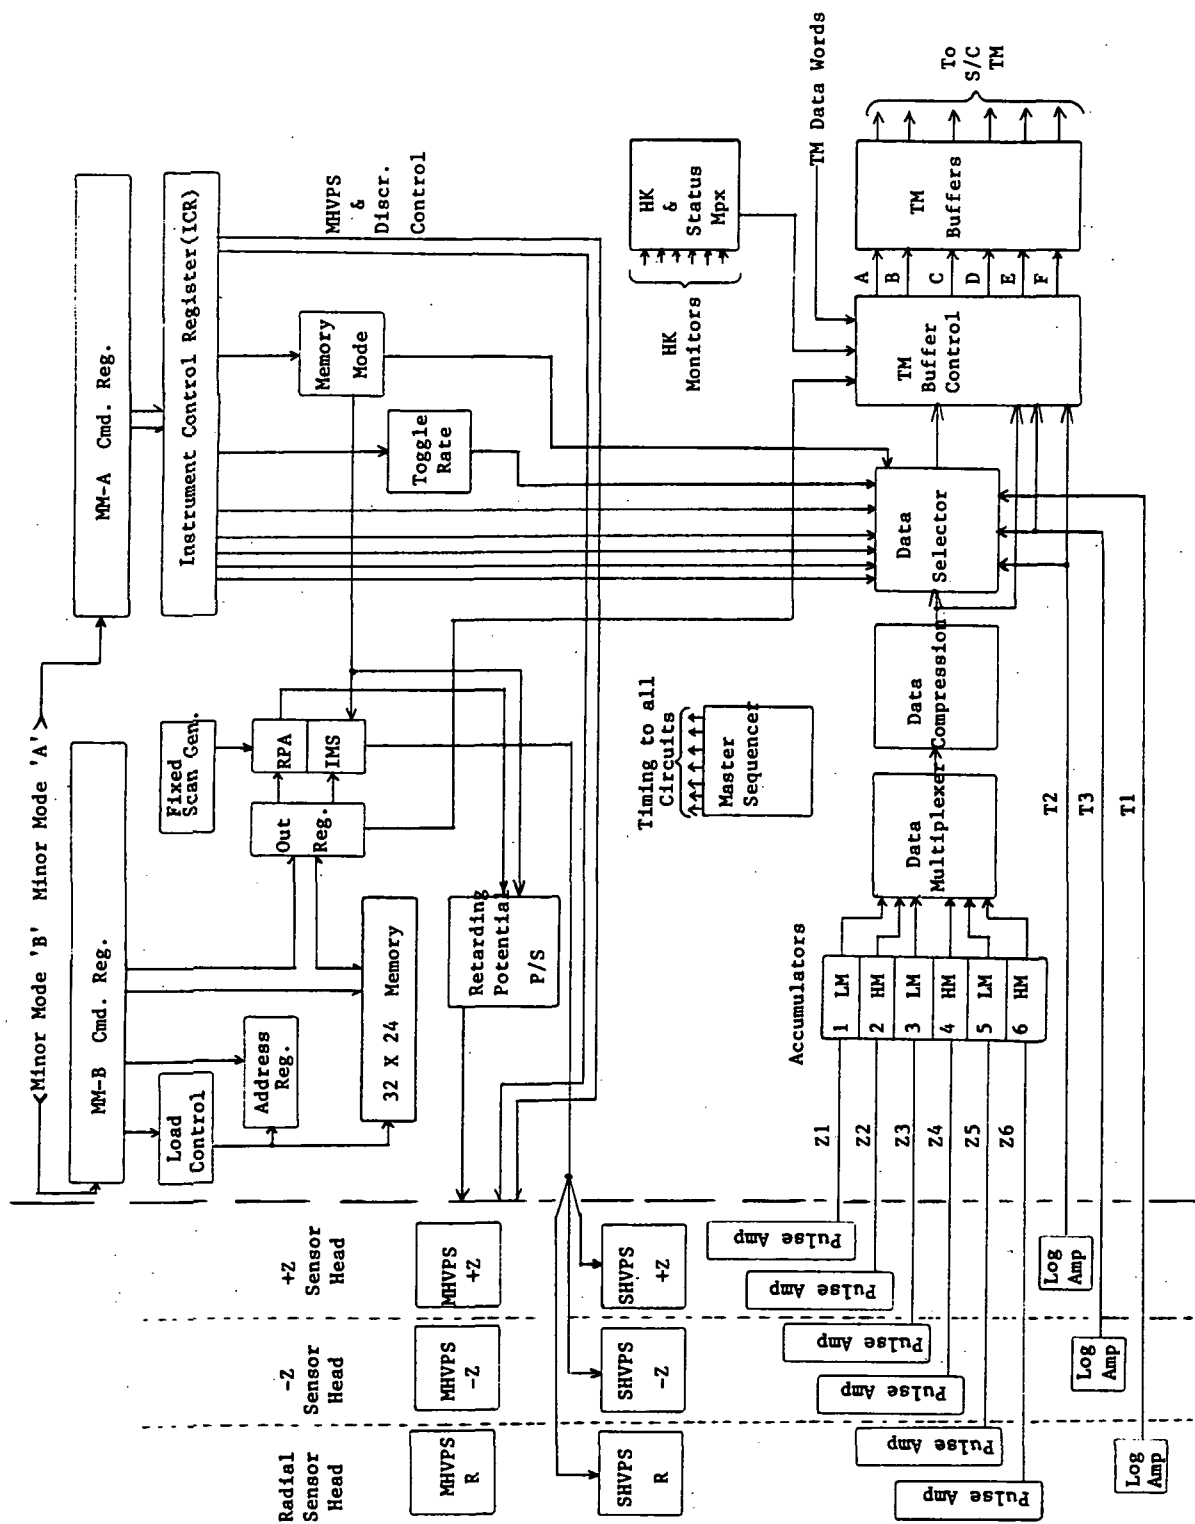 <Minor Mode 'B' Minor Mode 'A'>
MM-B Cmd. Reg.
MM-A Cmd. Reg.
Load
Control
Address
Reg.
32 X 24 Memory
Out
Reg.
Fixed
Scan Gen.
RPA
IMS
Instrument Control Register(ICR)
MHVPS
&
Discr.
Control
Memory
Mode
Toggle
Rate
Retarding
Potential
P/S
HK
&
Status
Mpx
HK
Monitors
Timing to all
Circuits
Master
Sequencer
TM Data Words
Radial
Sensor
Head
-Z
Sensor
Head
+Z
Sensor
Head
MHVPS
R
MHVPS
-Z
MHVPS
+Z
SHVPS
R
SHVPS
-Z
SHVPS
+Z
Pulse Amp
Pulse Amp
Pulse Amp
Pulse Amp
Pulse Amp
Pulse Amp
Log
Amp
Log
Amp
Log
Amp
Z1
Z2
Z3
Z4
Z5
Z6
Accumulators
1 LM
2 HM
3 LM
4 HM
5 LM
6 HM
Data
Multiplexer
Data
Compression
Data
Selector
TM
Buffer
Control
A
B
C
D
E
F
TM
Buffers
To
S/C
TM
T2
T3
T1